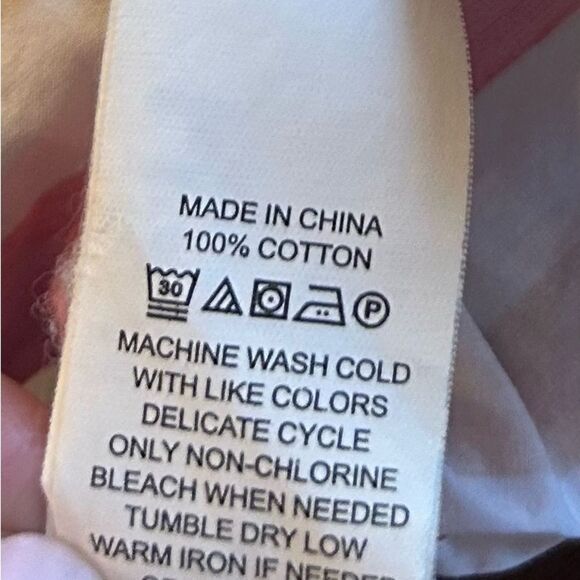 MADE IN CHINA
100% COTTON
30 P
MACHINE WASH COLD
WITH LIKE COLORS
DELICATE CYCLE
ONLY NON-CHLORINE
BLEACH WHEN NEEDED
TUMBLE DRY LOW
WARM IRON IF NEEDED